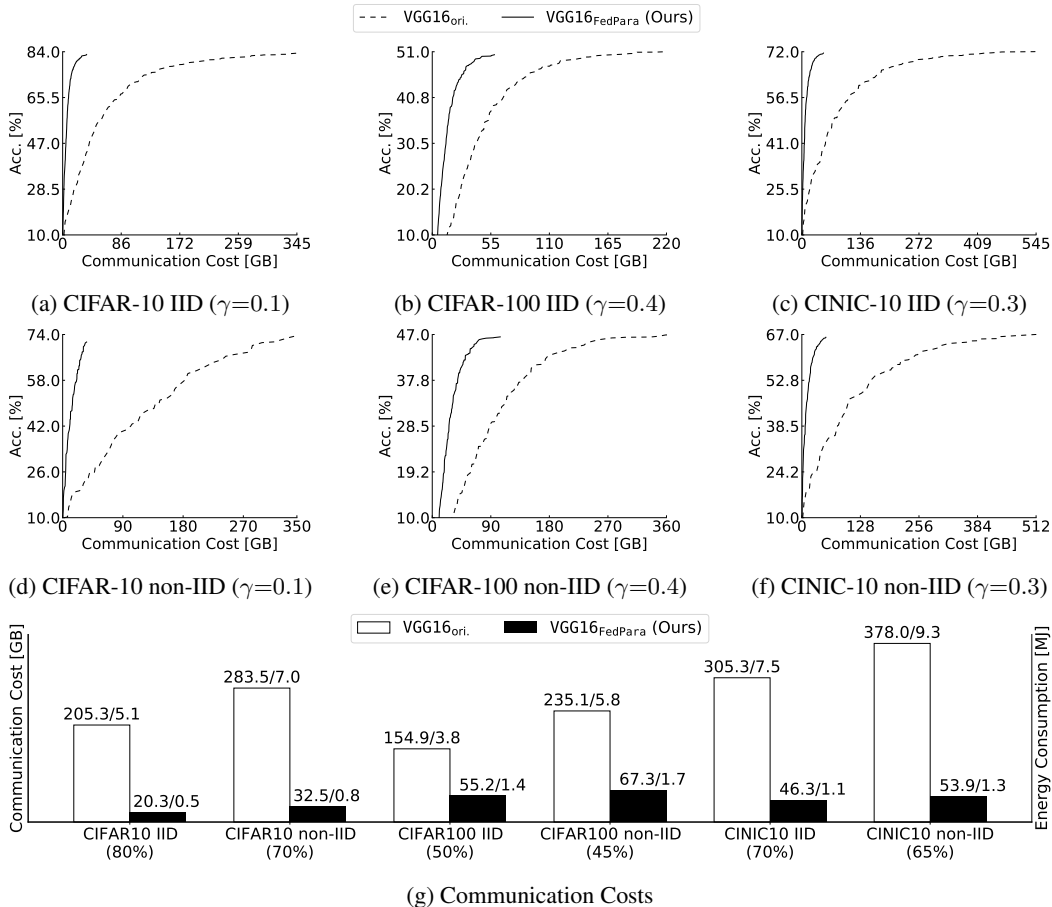 VGG16ori. VGG16FedPara (Ours)
84.0 65.5 47.0 28.5 10.0
Acc. [%]
0 86 172 259 345
Communication Cost [GB]
(a) CIFAR-10 IID (γ=0.1)
51.0 40.8 30.5 20.2 10.0
Acc. [%]
0 55 110 165 220
Communication Cost [GB]
(b) CIFAR-100 IID (γ=0.4)
72.0 56.5 41.0 25.5 10.0
Acc. [%]
0 136 272 409 545
Communication Cost [GB]
(c) CINIC-10 IID (γ=0.3)
74.0 58.0 42.0 26.0 10.0
Acc. [%]
0 90 180 270 350
Communication Cost [GB]
(d) CIFAR-10 non-IID (γ=0.1)
47.0 37.8 28.5 19.2 10.0
Acc. [%]
0 90 180 270 360
Communication Cost [GB]
(e) CIFAR-100 non-IID (γ=0.4)
67.0 52.8 38.5 24.2 10.0
Acc. [%]
0 128 256 384 512
Communication Cost [GB]
(f) CINIC-10 non-IID (γ=0.3)
VGG16ori. VGG16FedPara (Ours)
Communication Cost [GB]
Energy Consumption [MJ]
205.3/5.1 20.3/0.5
283.5/7.0 32.5/0.8
154.9/3.8 55.2/1.4
235.1/5.8 67.3/1.7
305.3/7.5 46.3/1.1
378.0/9.3 53.9/1.3
CIFAR10 IID
(80%)
CIFAR10 non-IID
(70%)
CIFAR100 IID
(50%)
CIFAR100 non-IID
(45%)
CINIC10 IID
(70%)
CINIC10 non-IID
(65%)
(g) Communication Costs